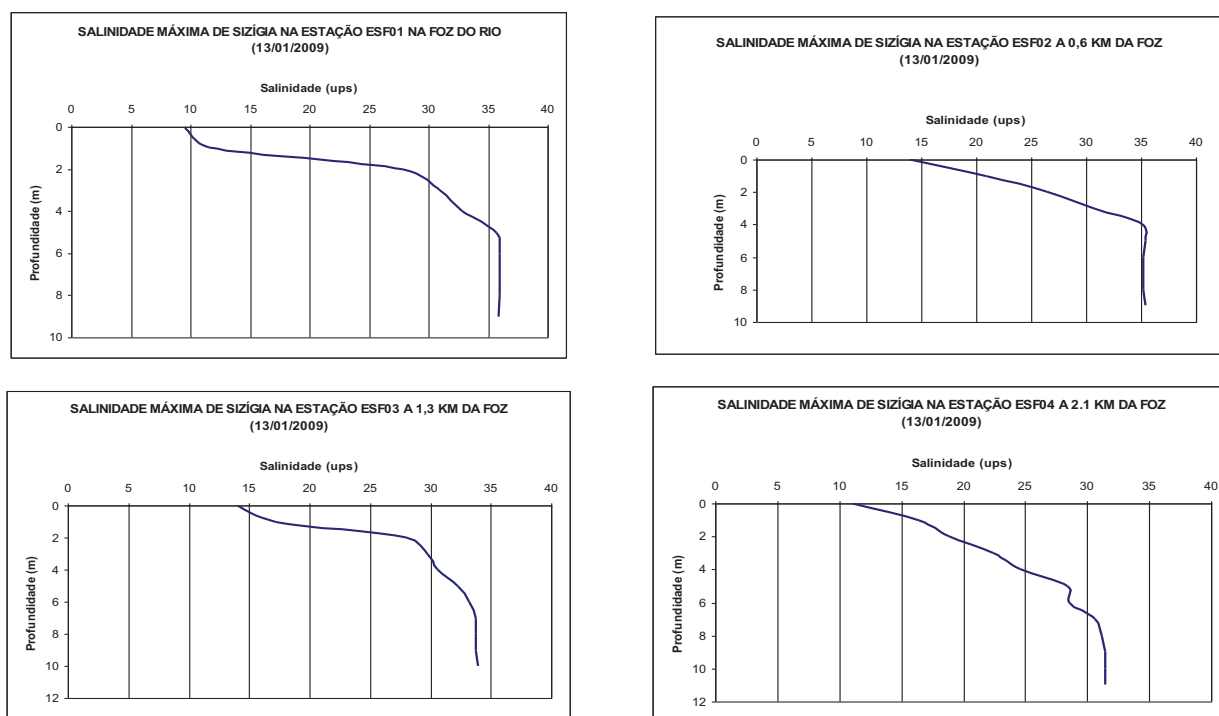 SALINIDADE MÁXIMA DE SIZÍGIA NA ESTAÇÃO ESF01 NA FOZ DO RIO
(13/01/2009)
Salinidade (ups)
0 5 10 15 20 25 30 35 40
Profundidade (m)
0
2
4
6
8
10
SALINIDADE MÁXIMA DE SIZÍGIA NA ESTAÇÃO ESF02 A 0,6 KM DA FOZ
(13/01/2009)
Salinidade (ups)
0 5 10 15 20 25 30 35 40
Profundidade (m)
0
2
4
6
8
10
SALINIDADE MÁXIMA DE SIZÍGIA NA ESTAÇÃO ESF03 A 1,3 KM DA FOZ
(13/01/2009)
Salinidade (ups)
0 5 10 15 20 25 30 35 40
Profundidade (m)
0
2
4
6
8
10
12
SALINIDADE MÁXIMA DE SIZÍGIA NA ESTAÇÃO ESF04 A 2.1 KM DA FOZ
(13/01/2009)
Salinidade (ups)
0 5 10 15 20 25 30 35 40
Profundidade (m)
0
2
4
6
8
10
12